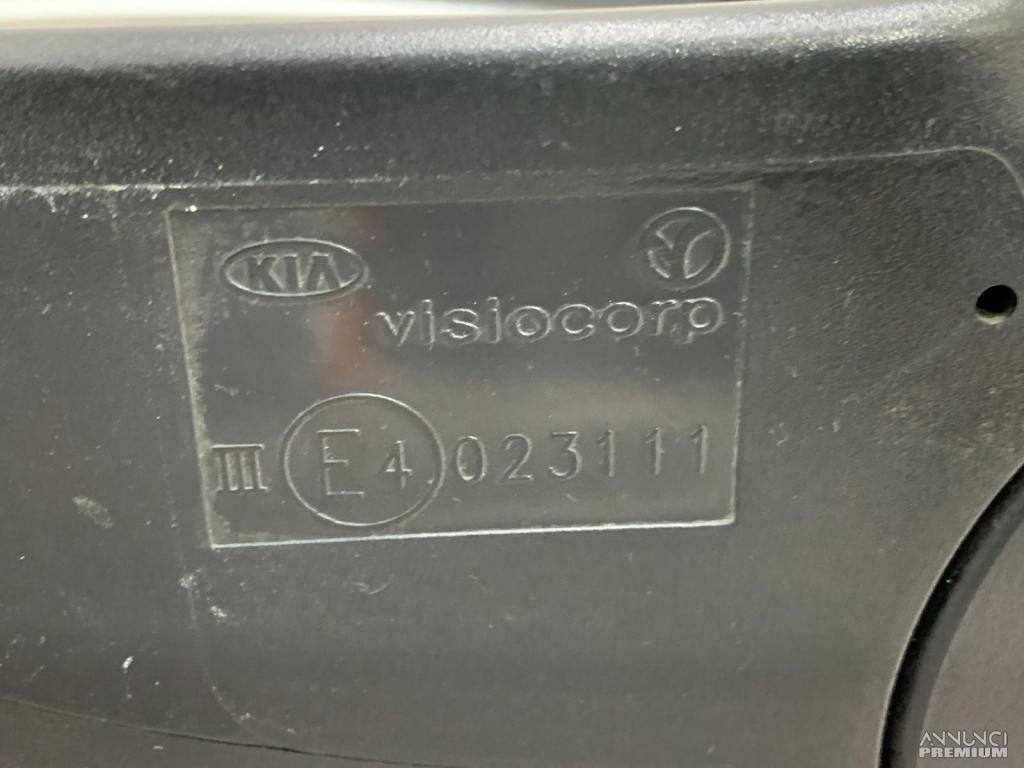 KIA
visiocorp
III E4 023111
ANNUNCI
PREMIUM